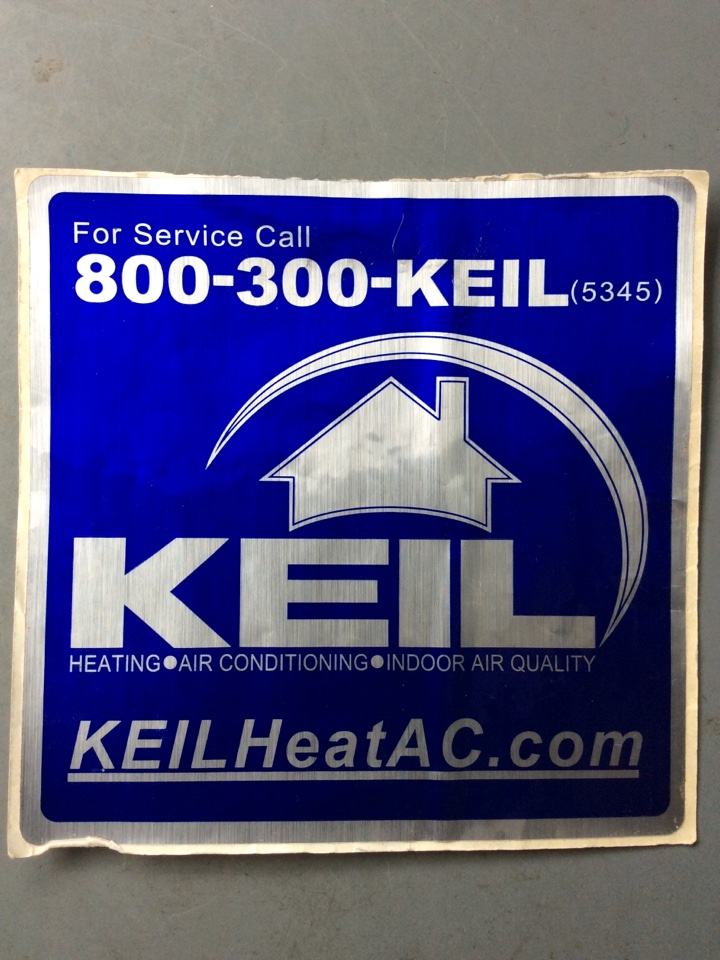 For Service Call
800-300-KEIL(5345)
KEIL
HEATING●AIR CONDITIONING●INDOOR AIR QUALITY
KEILHeatAC.com